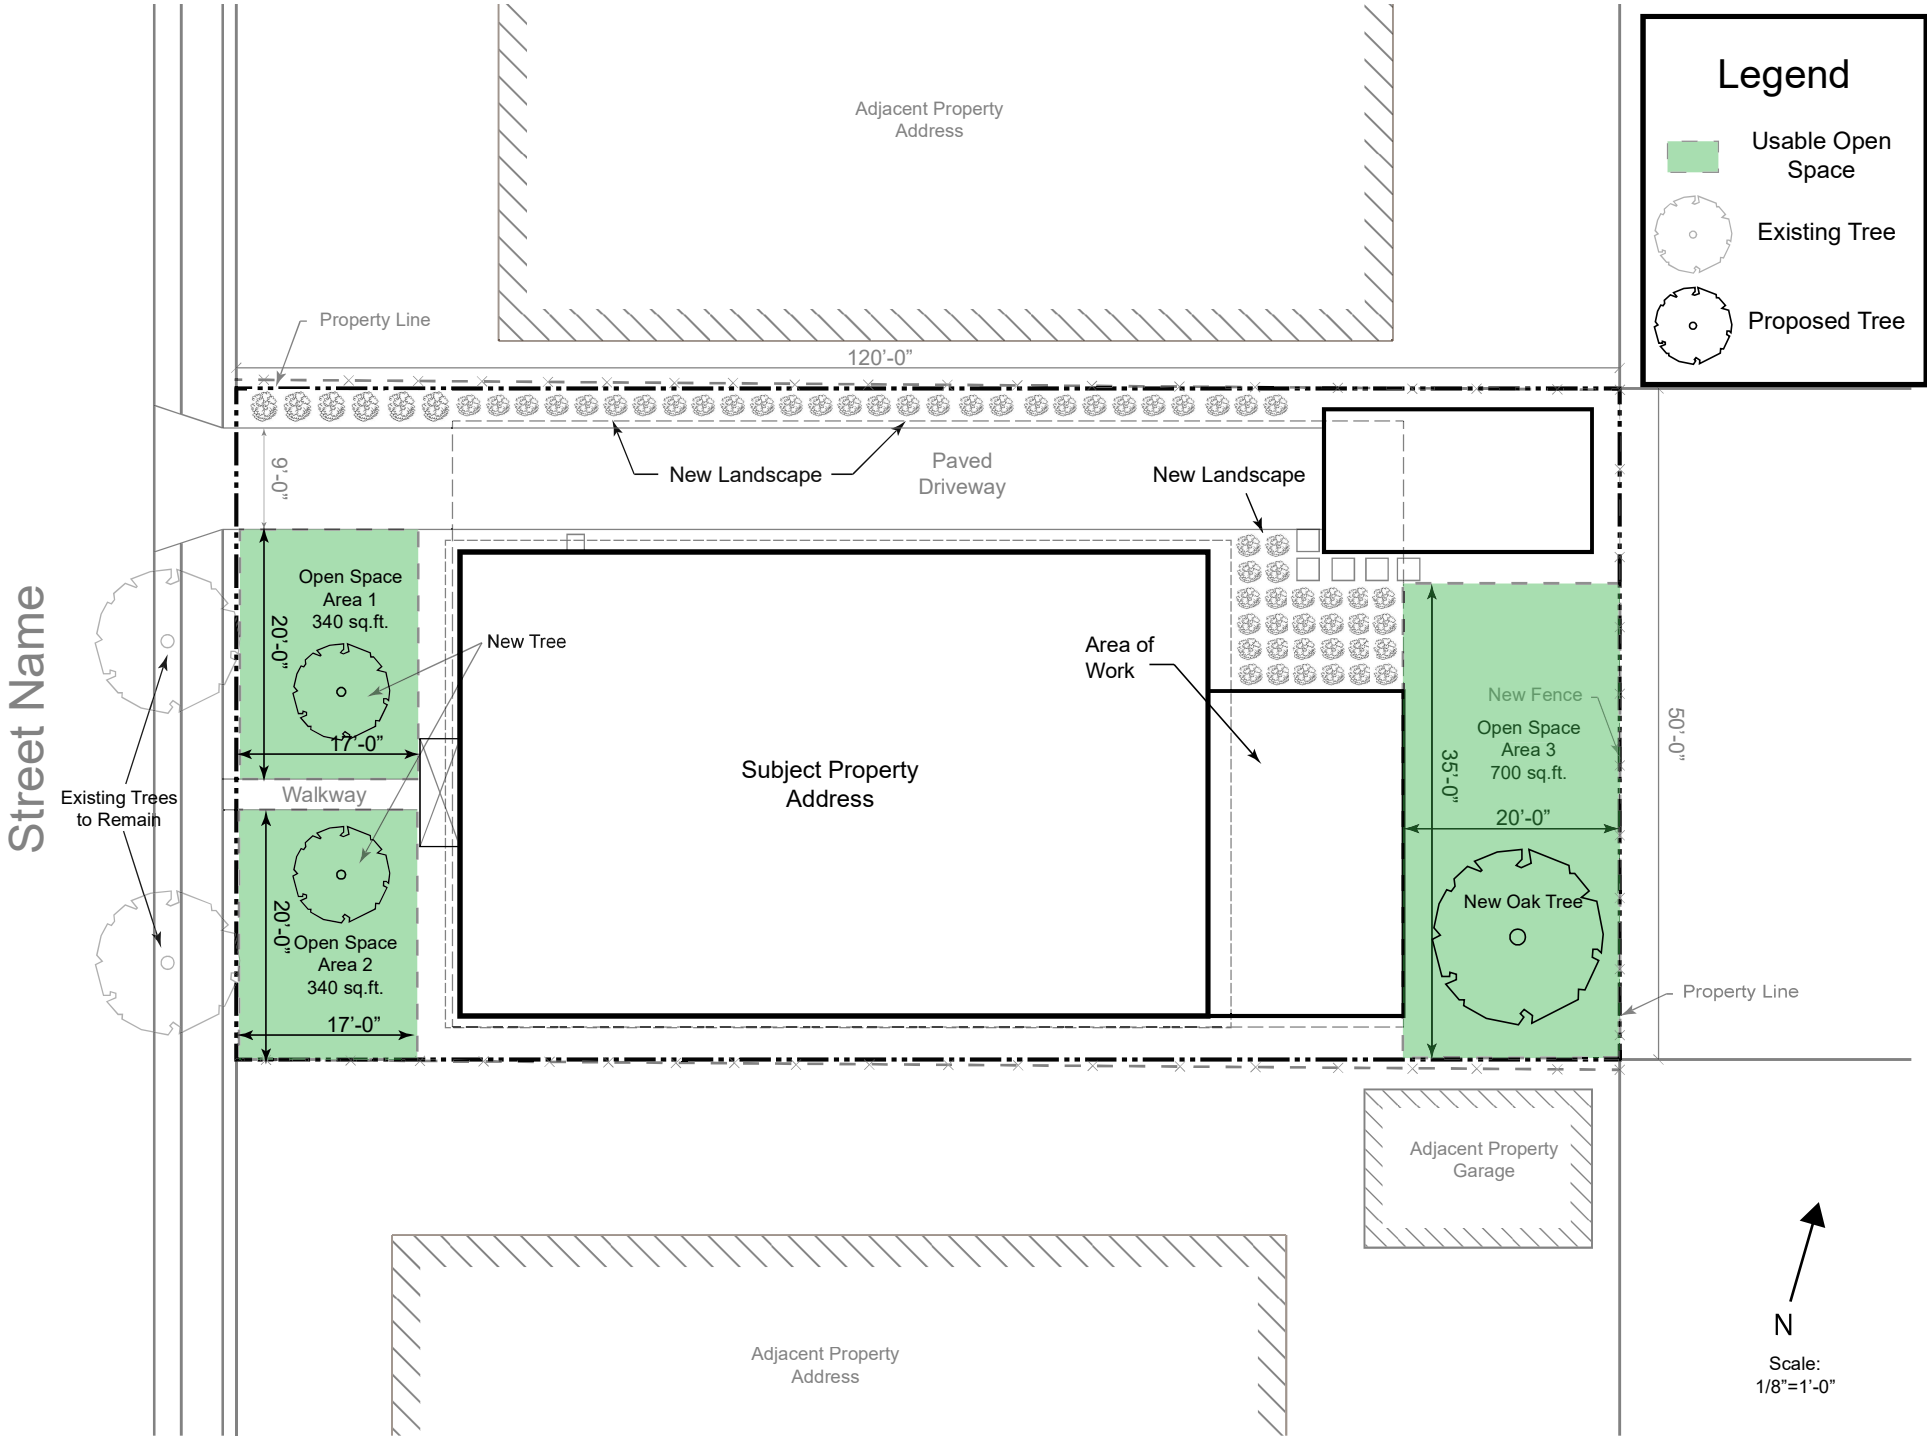 Adjacent Property
Address
Legend
Usable Open
Space
Existing Tree
Proposed Tree
Property Line
120’-0”
9’-0”
New Landscape
Paved
Driveway
New Landscape
Open Space
Area 1
340 sq.ft.
20’-0”
17’-0”
New Tree
Street Name
Existing Trees
to Remain
Walkway
20’-0”
Open Space
Area 2
340 sq.ft.
17’-0”
Subject Property
Address
Area of
Work
New Fence
Open Space
Area 3
700 sq.ft.
35’-0”
20’-0”
New Oak Tree
50’-0”
Property Line
Adjacent Property
Garage
Adjacent Property
Address
N
Scale:
1/8”=1’-0”